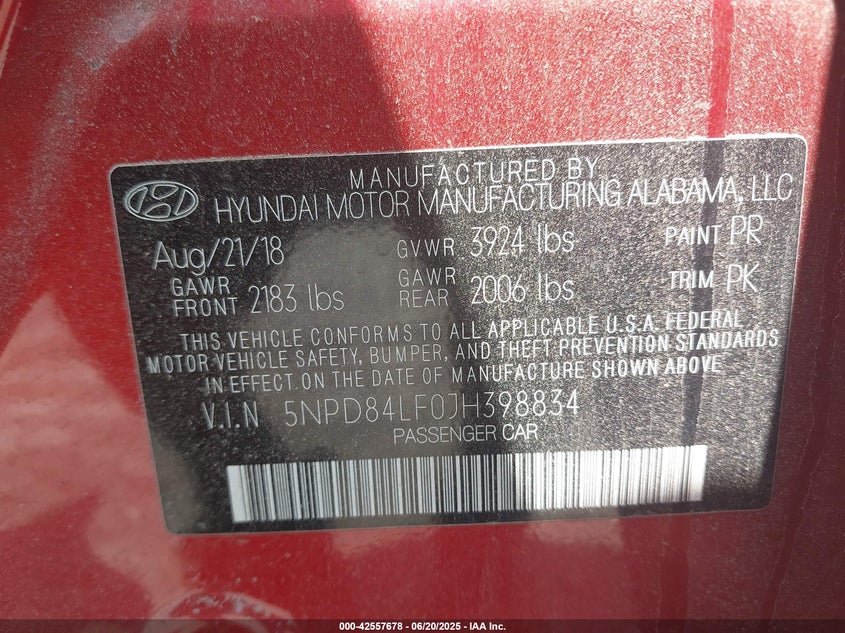 MANUFACTURED BY
HYUNDAI MOTOR MANUFACTURING ALABAMA, LLC
Aug/21/18 GVWR 3924 lbs PAINT PR
GAWR FRONT 2183 lbs GAWR REAR 2006 lbs TRIM PK
THIS VEHICLE CONFORMS TO ALL APPLICABLE U.S.A. FEDERAL
MOTOR VEHICLE SAFETY, BUMPER, AND THEFT PREVENTION STANDARDS
IN EFFECT ON THE DATE OF MANUFACTURE SHOWN ABOVE
V.I.N 5NPD84LF0JH398834
PASSENGER CAR
000-42557678 - 06/20/2025 - IAA Inc.